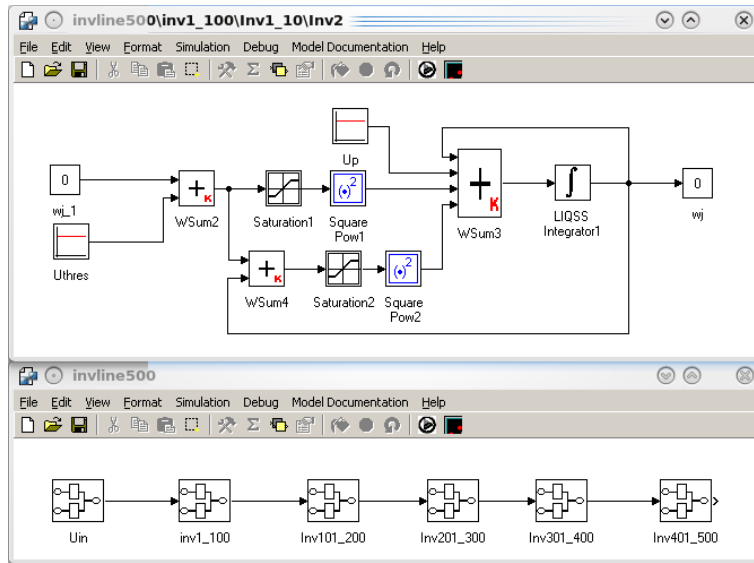 invline500\inv1_100\Inv1_10\Inv2
File Edit View Format Simulation Debug Model Documentation Help
Up
0
wj_1
Uthres
+
K
WSum2
Saturation1
(•)²
Square
Pow1
+
K
WSum3
∫
LIQSS
Integrator1
0
wj
+
K
WSum4
Saturation2
(•)²
Square
Pow2
invline500
File Edit View Format Simulation Debug Model Documentation Help
Uin
inv1_100
Inv101_200
Inv201_300
Inv301_400
Inv401_500